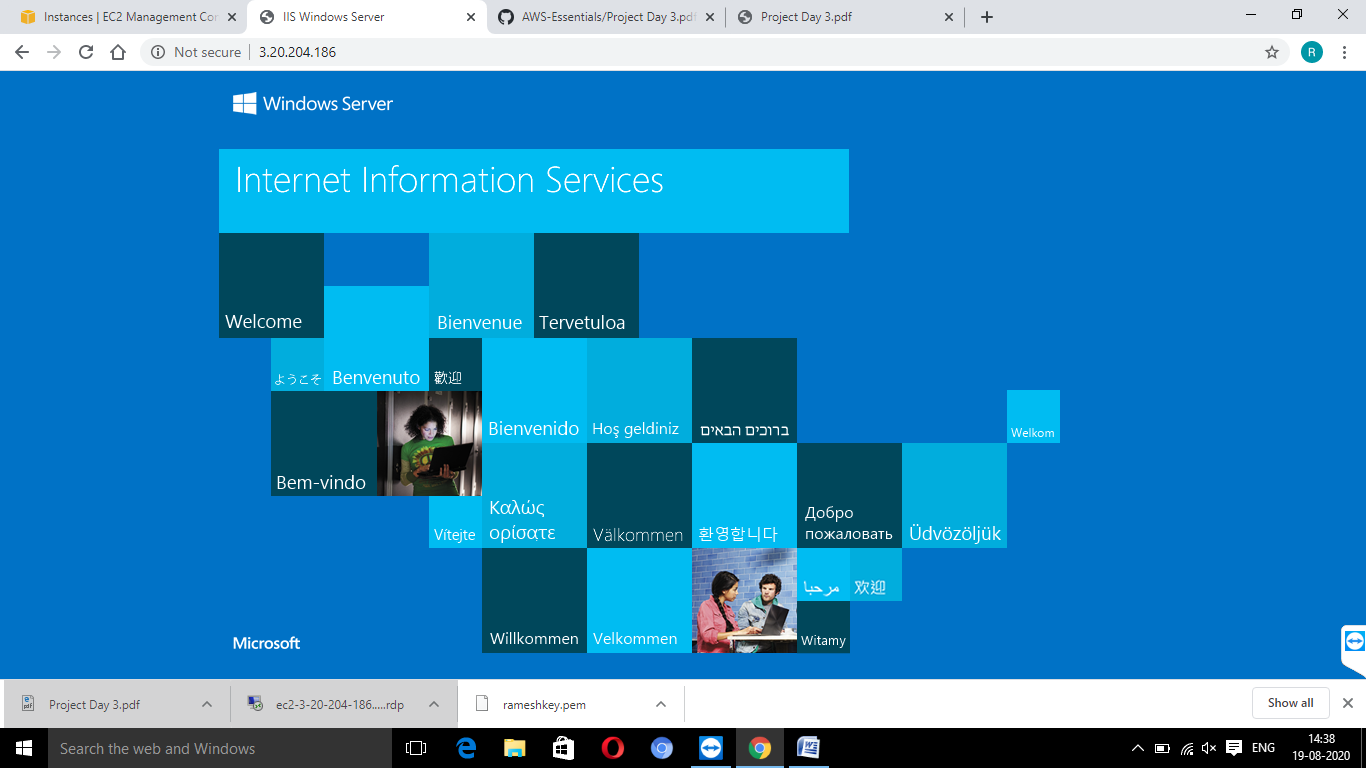 Instances | EC2 Management Con
IIS Windows Server
AWS-Essentials/Project Day 3.pdf
Project Day 3.pdf
Not secure
3.20.204.186
R
Windows Server
Internet Information Services
Welcome
Bienvenue
Tervetuloa
ようこそ
Benvenuto
歡迎
Bienvenido
Hoş geldiniz
ברוכים הבאים
Welkom
Bem-vindo
Vítejte
Καλώς
ορίσατε
Välkommen
환영합니다
Добро
пожаловать
Üdvözöljük
Willkommen
Velkommen
مرحبا
欢迎
Witamy
Microsoft
Project Day 3.pdf
ec2-3-20-204-186.....rdp
rameshkey.pem
Show all
Search the web and Windows
ENG
14:38
19-08-2020